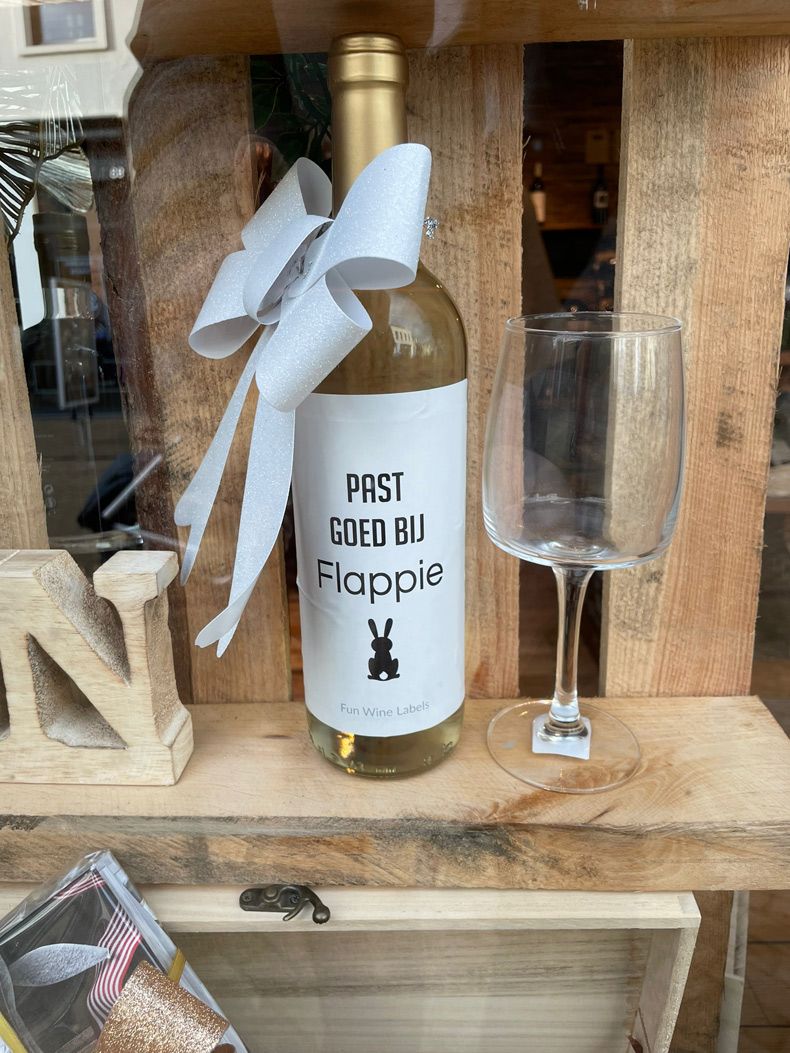 PAST
GOED BIJ
Flappie
Fun Wine Labels
N